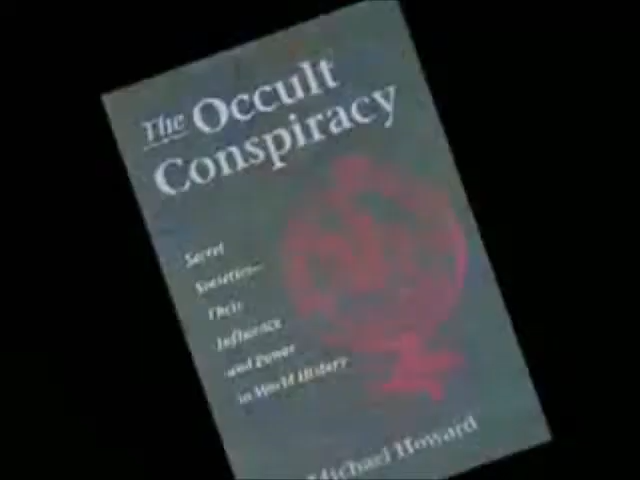 The Occult
Conspiracy
Secret
Societies—
Their
Influence
and Power
in World History
Michael Howard